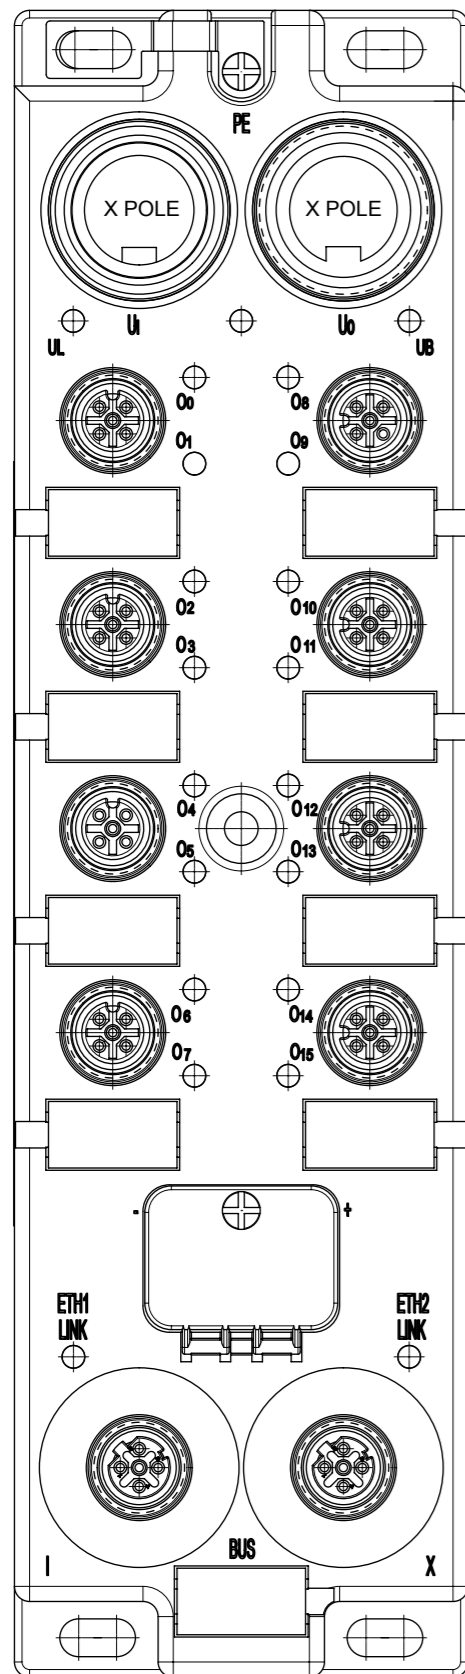 PE
X POLE X POLE
UI UO
UL UB
O0 O8
O1 O9
O2 O10
O3 O11
O4 O12
O5 O13
O6 O14
O7 O15
- +
ETH1 ETH2
LINK LINK
BUS
I X